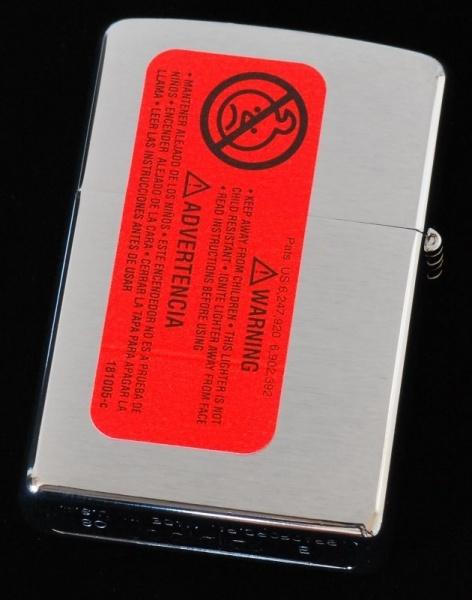 Pats. US 6,247,920 6,902,392
⚠ WARNING
• KEEP AWAY FROM CHILDREN • THIS LIGHTER IS NOT
CHILD RESISTANT • IGNITE LIGHTER AWAY FROM FACE
• READ INSTRUCTIONS BEFORE USING
⚠ ADVERTENCIA
• MANTENER ALEJADO DE LOS NIÑOS • ESTE ENCENDEDOR NO ES A PRUEBA DE
NIÑOS • ENCENDER ALEJADO DE LA CARA • CERRAR LA TAPA PARA APAGAR LA
LLAMA • LEER LAS INSTRUCCIONES ANTES DE USAR
181005-c